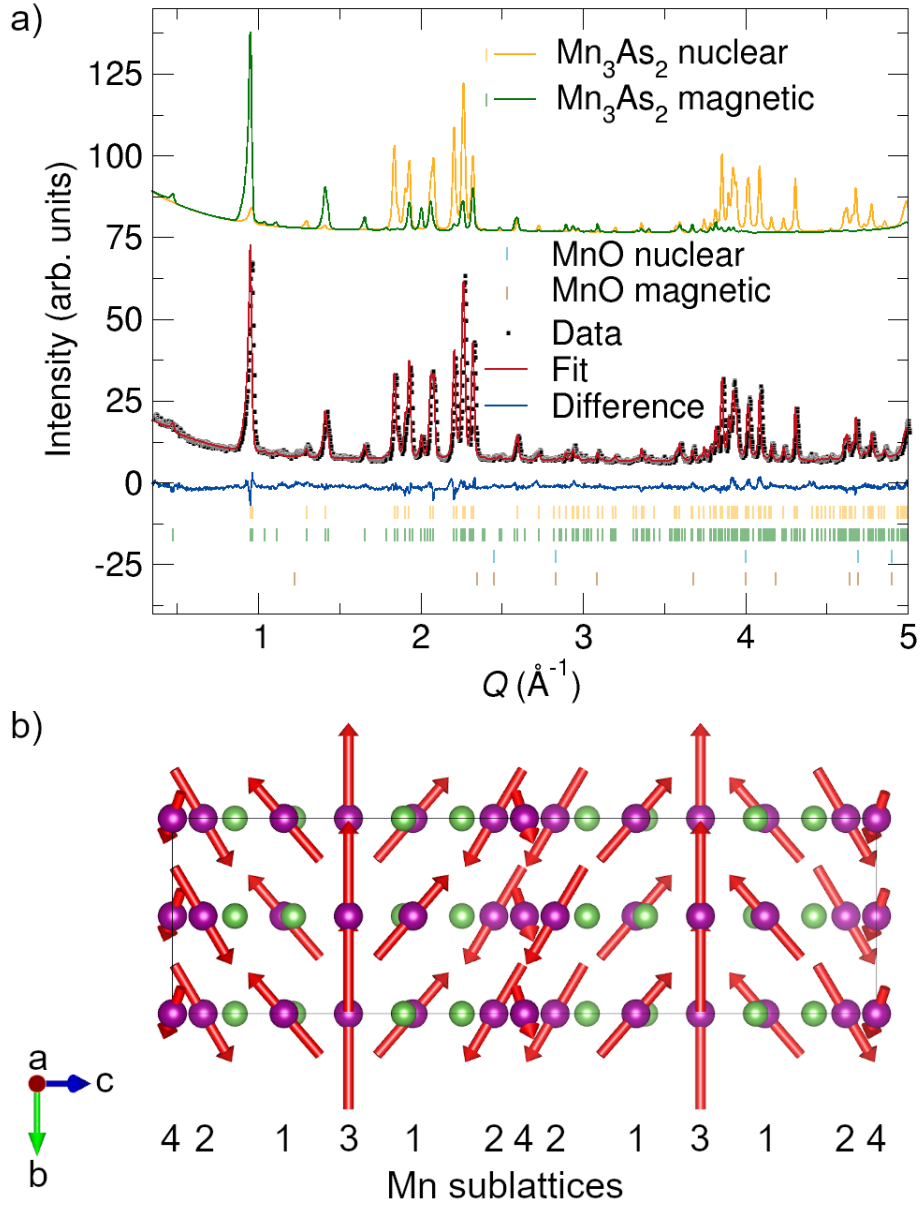 a)
Intensity (arb. units)
125
100
75
50
25
0
-25
Mn₃As₂ nuclear
Mn₃As₂ magnetic
MnO nuclear
MnO magnetic
Data
Fit
Difference
1 2 3 4 5
Q (Å⁻¹)
b)
a
c
b
4 2 1 3 1 2 4 2 1 3 1 2 4
Mn sublattices